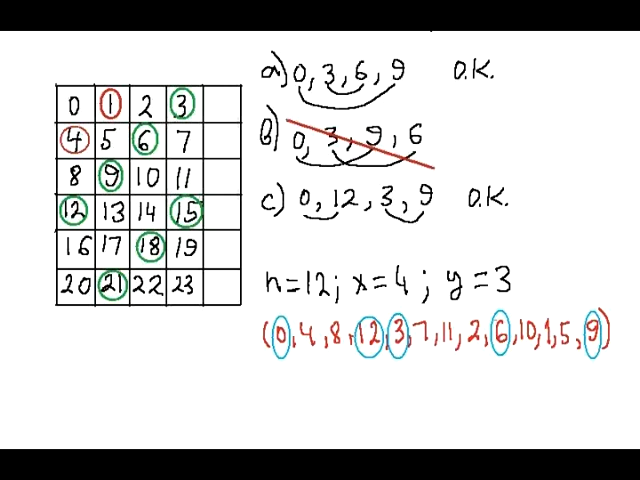 a) 0, 3, 6, 9 O.K.
b) 0, 3, 9, 6
c) 0, 12, 3, 9 O.K.
0 1 2 3
4 5 6 7
8 9 10 11
12 13 14 15
16 17 18 19
20 21 22 23
n=12; x=4; y=3
(0, 4, 8, 12, 3, 7, 11, 2, 6, 10, 1, 5, 9)